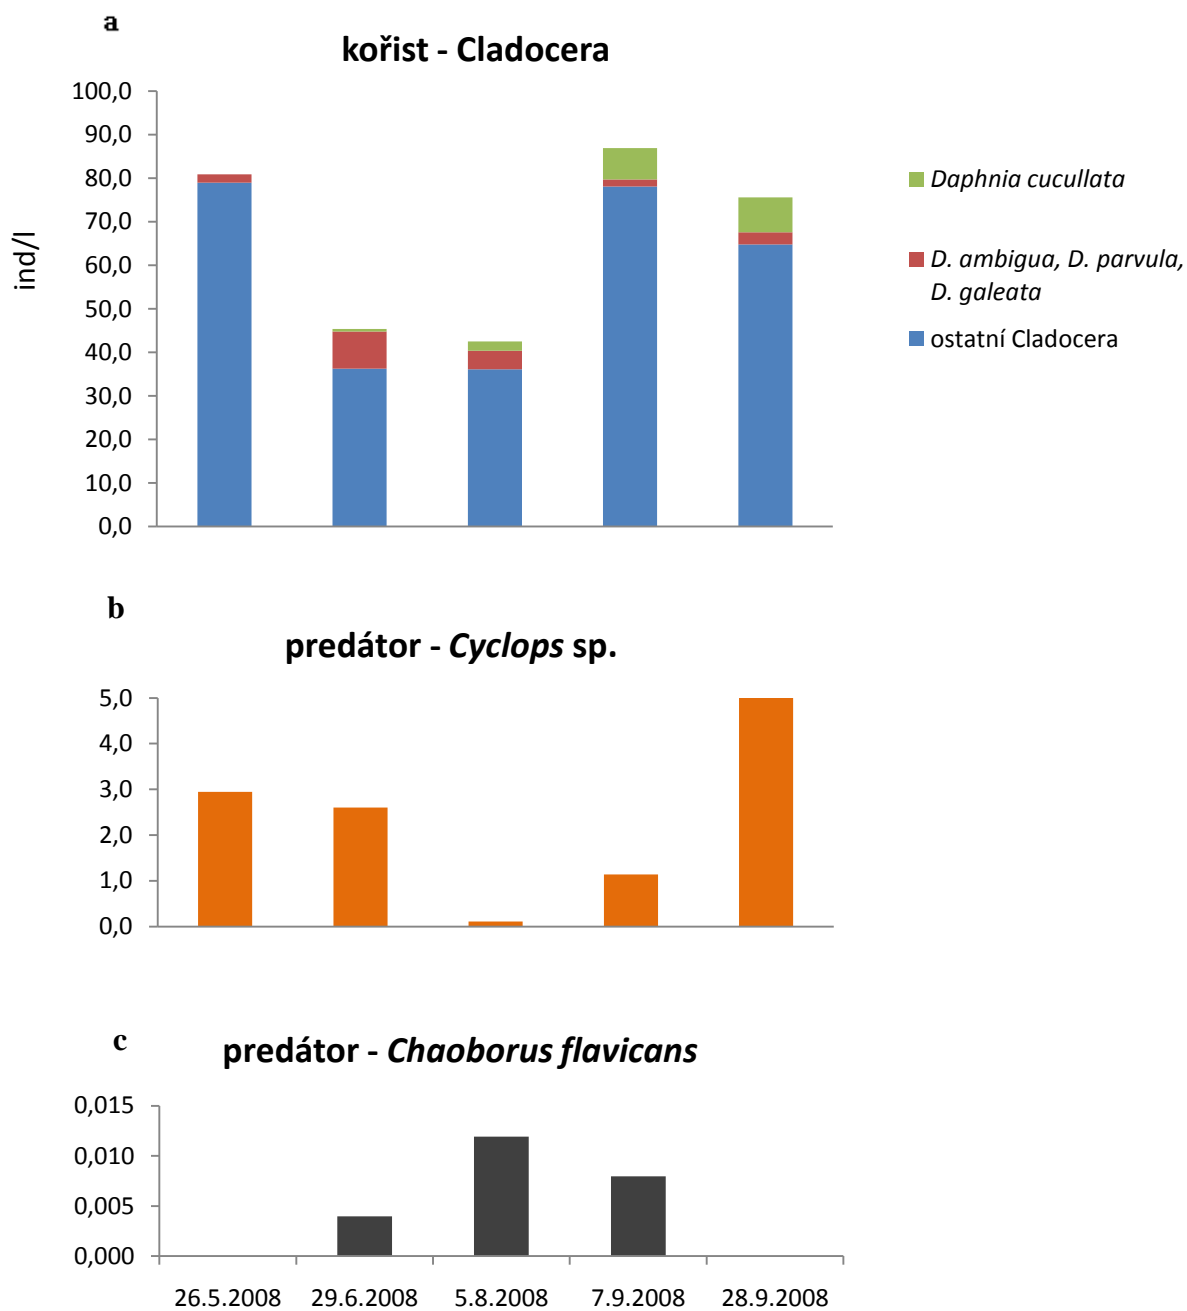 a
kořist - Cladocera
100,0
90,0
80,0
70,0
60,0
50,0
40,0
30,0
20,0
10,0
0,0
ind/l
Daphnia cucullata
D. ambigua, D. parvula,
D. galeata
ostatní Cladocera
b
predátor - Cyclops sp.
5,0
4,0
3,0
2,0
1,0
0,0
c
predátor - Chaoborus flavicans
0,015
0,010
0,005
0,000
26.5.2008 29.6.2008 5.8.2008 7.9.2008 28.9.2008